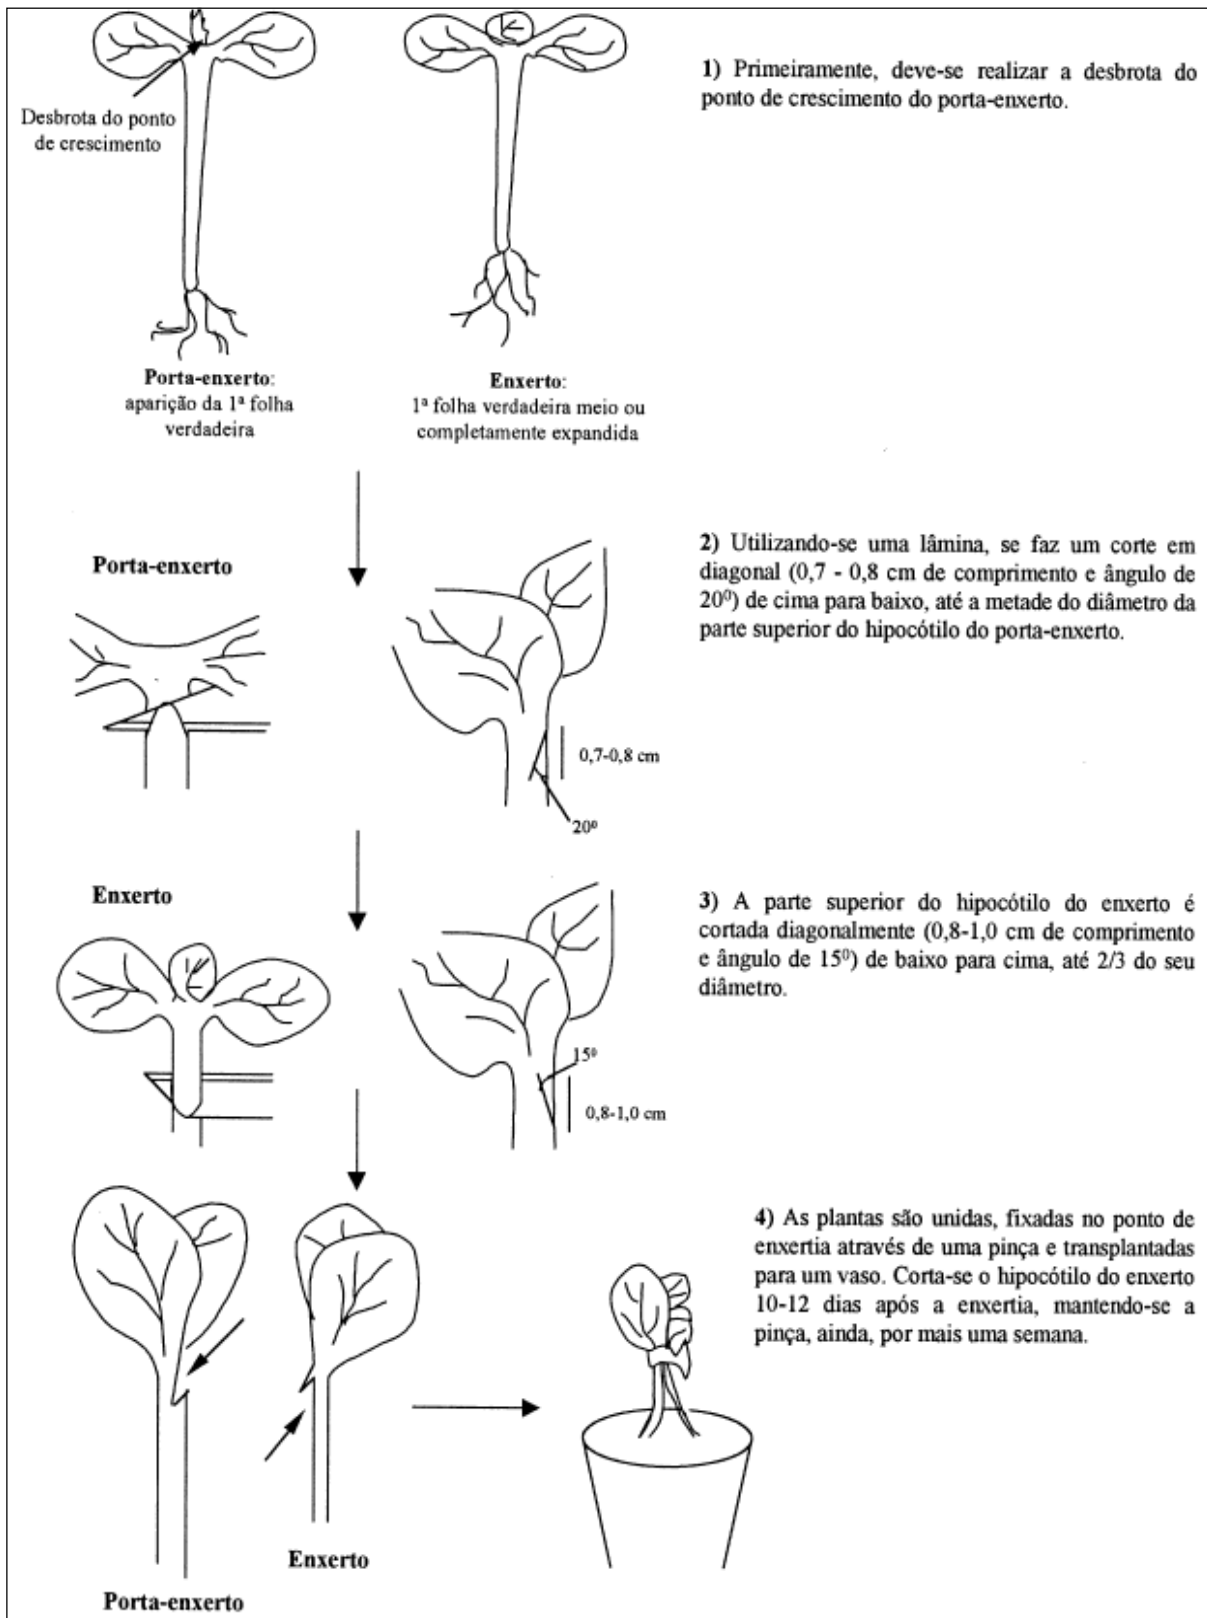 1) Primeiramente, deve-se realizar a desbrota do
ponto de crescimento do porta-enxerto.
Desbrota do ponto
de crescimento
Porta-enxerto:
aparição da 1ª folha
verdadeira
Enxerto:
1ª folha verdadeira meio ou
completamente expandida
2) Utilizando-se uma lâmina, se faz um corte em
diagonal (0,7 - 0,8 cm de comprimento e ângulo de
20⁰) de cima para baixo, até a metade do diâmetro da
parte superior do hipocótilo do porta-enxerto.
Porta-enxerto
0,7-0,8 cm
20⁰
Enxerto
3) A parte superior do hipocótilo do enxerto é
cortada diagonalmente (0,8-1,0 cm de comprimento
e ângulo de 15⁰) de baixo para cima, até 2/3 do seu
diâmetro.
15⁰
0,8-1,0 cm
4) As plantas são unidas, fixadas no ponto de
enxertia através de uma pinça e transplantadas
para um vaso. Corta-se o hipocótilo do enxerto
10-12 dias após a enxertia, mantendo-se a
pinça, ainda, por mais uma semana.
Enxerto
Porta-enxerto